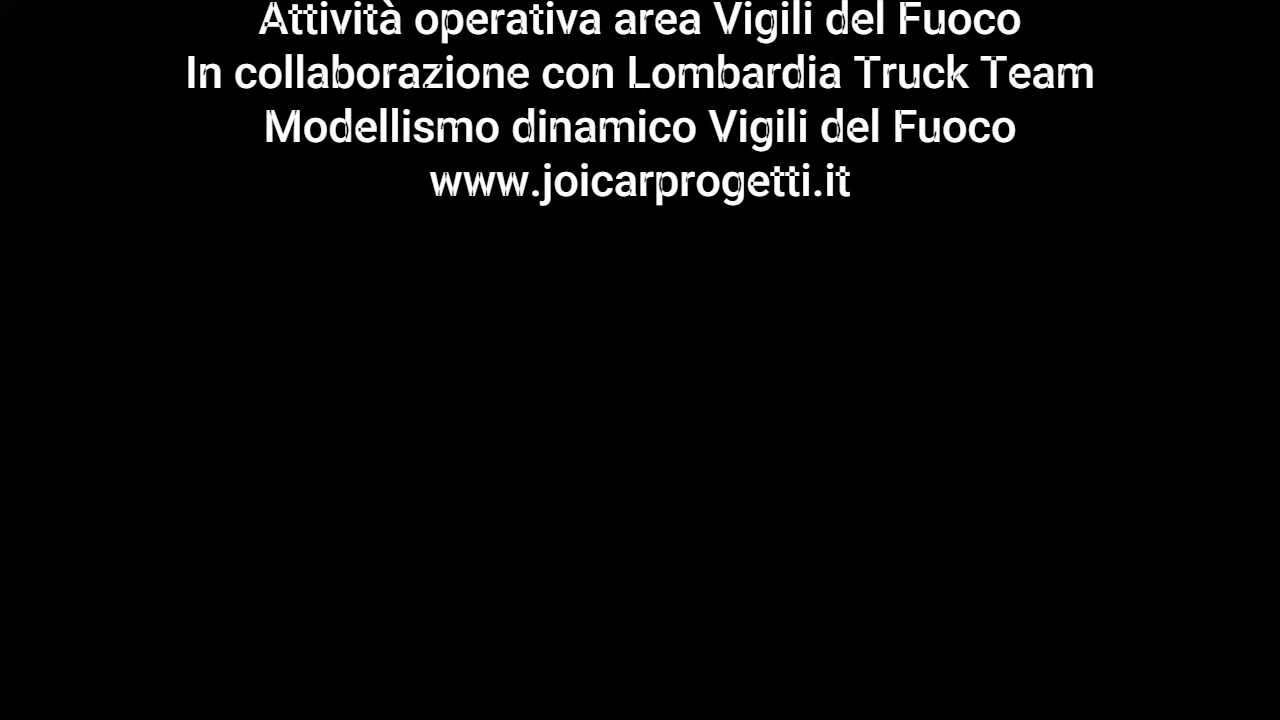 Attività operativa area Vigili del Fuoco
In collaborazione con Lombardia Truck Team
Modellismo dinamico Vigili del Fuoco
www.joicarprogetti.it